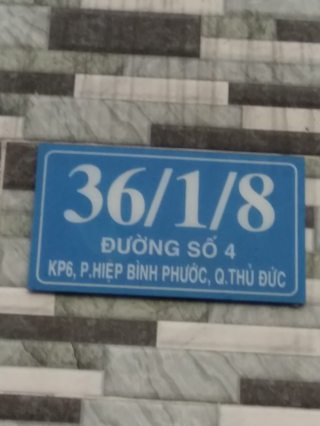 36/1/8
ĐƯỜNG SỐ 4
KP6, P.HIỆP BÌNH PHƯỚC, Q.THỦ ĐỨC